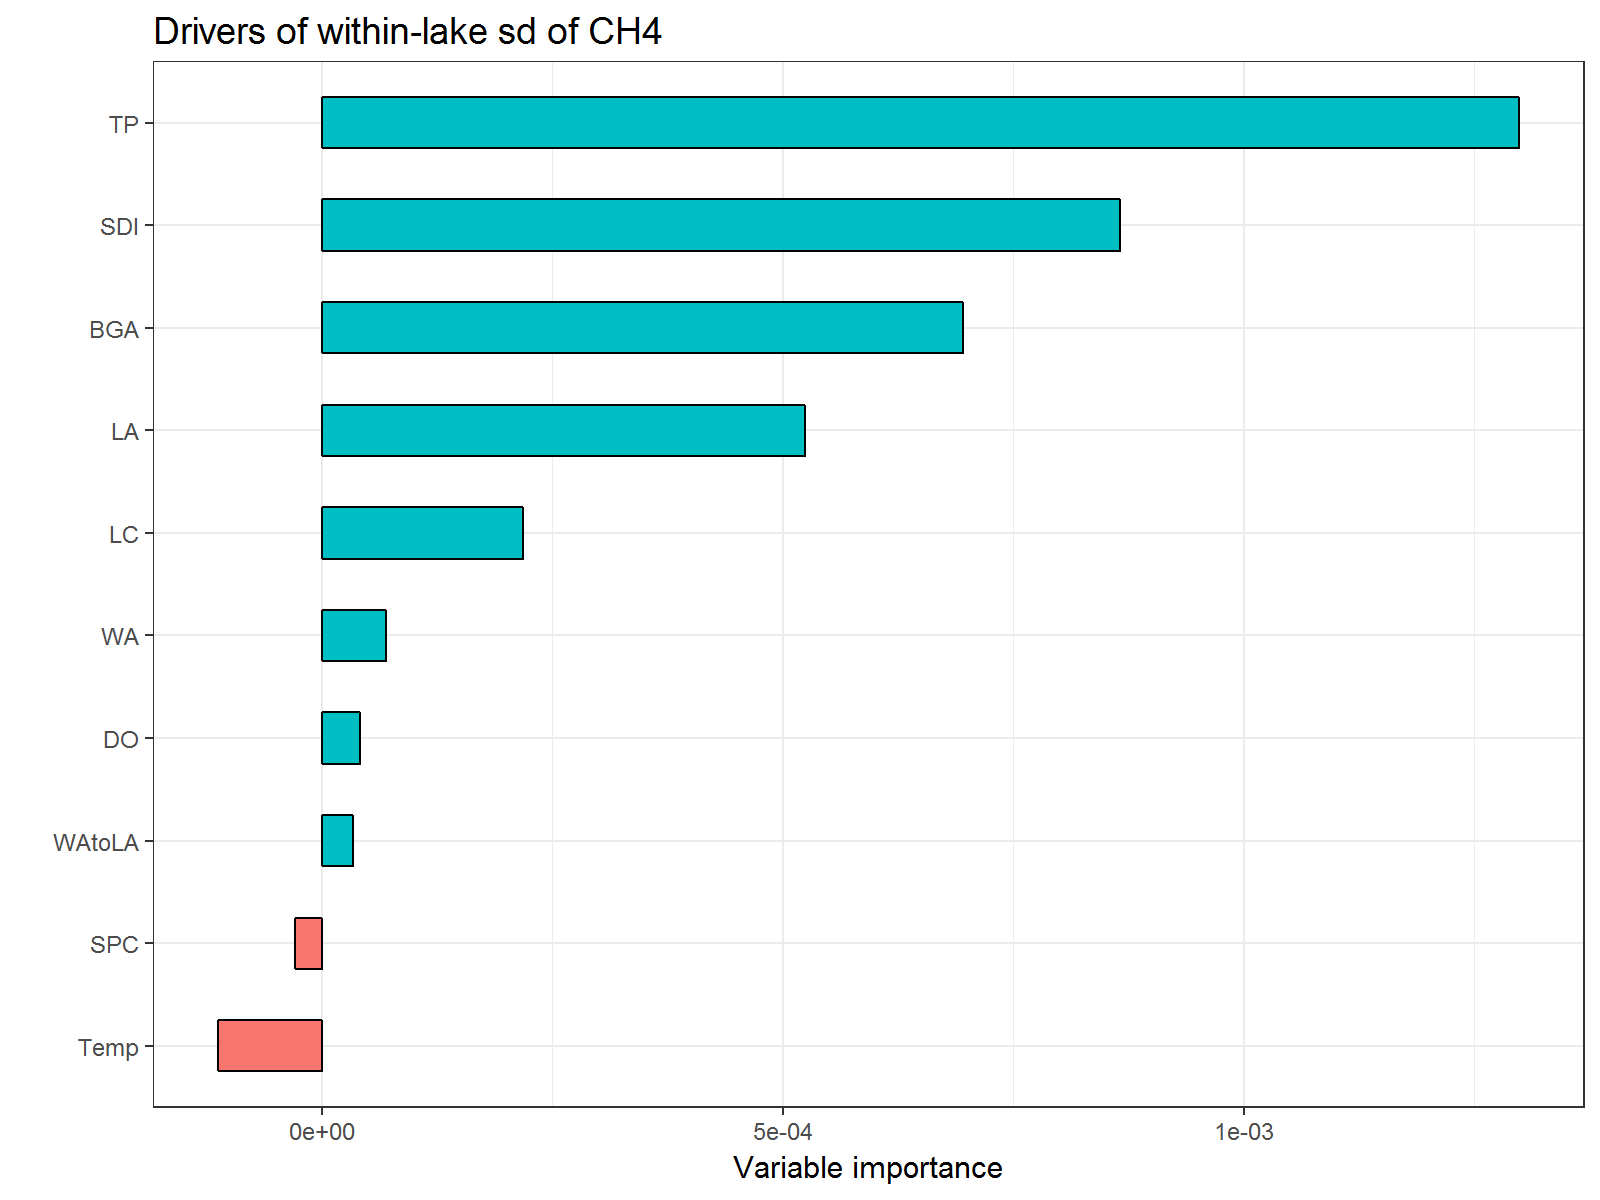 Drivers of within-lake sd of CH4
TP
SDI
BGA
LA
LC
WA
DO
WAtoLA
SPC
Temp
0e+00 5e-04 1e-03
Variable importance